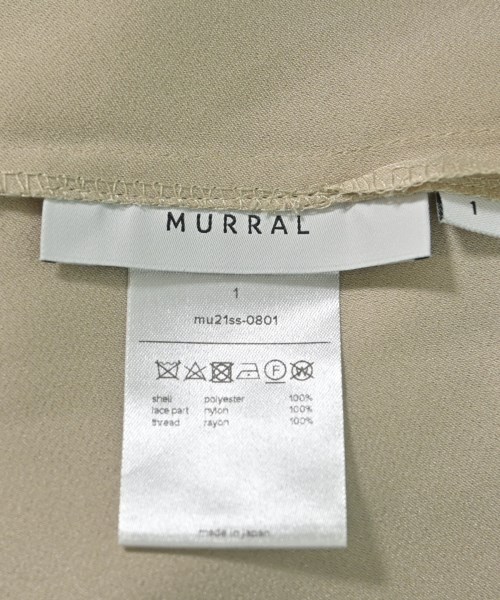 MURRAL
1
1
mu21ss-0801
F W
shell polyester 100%
lace part nylon 100%
thread rayon 100%
made in japan